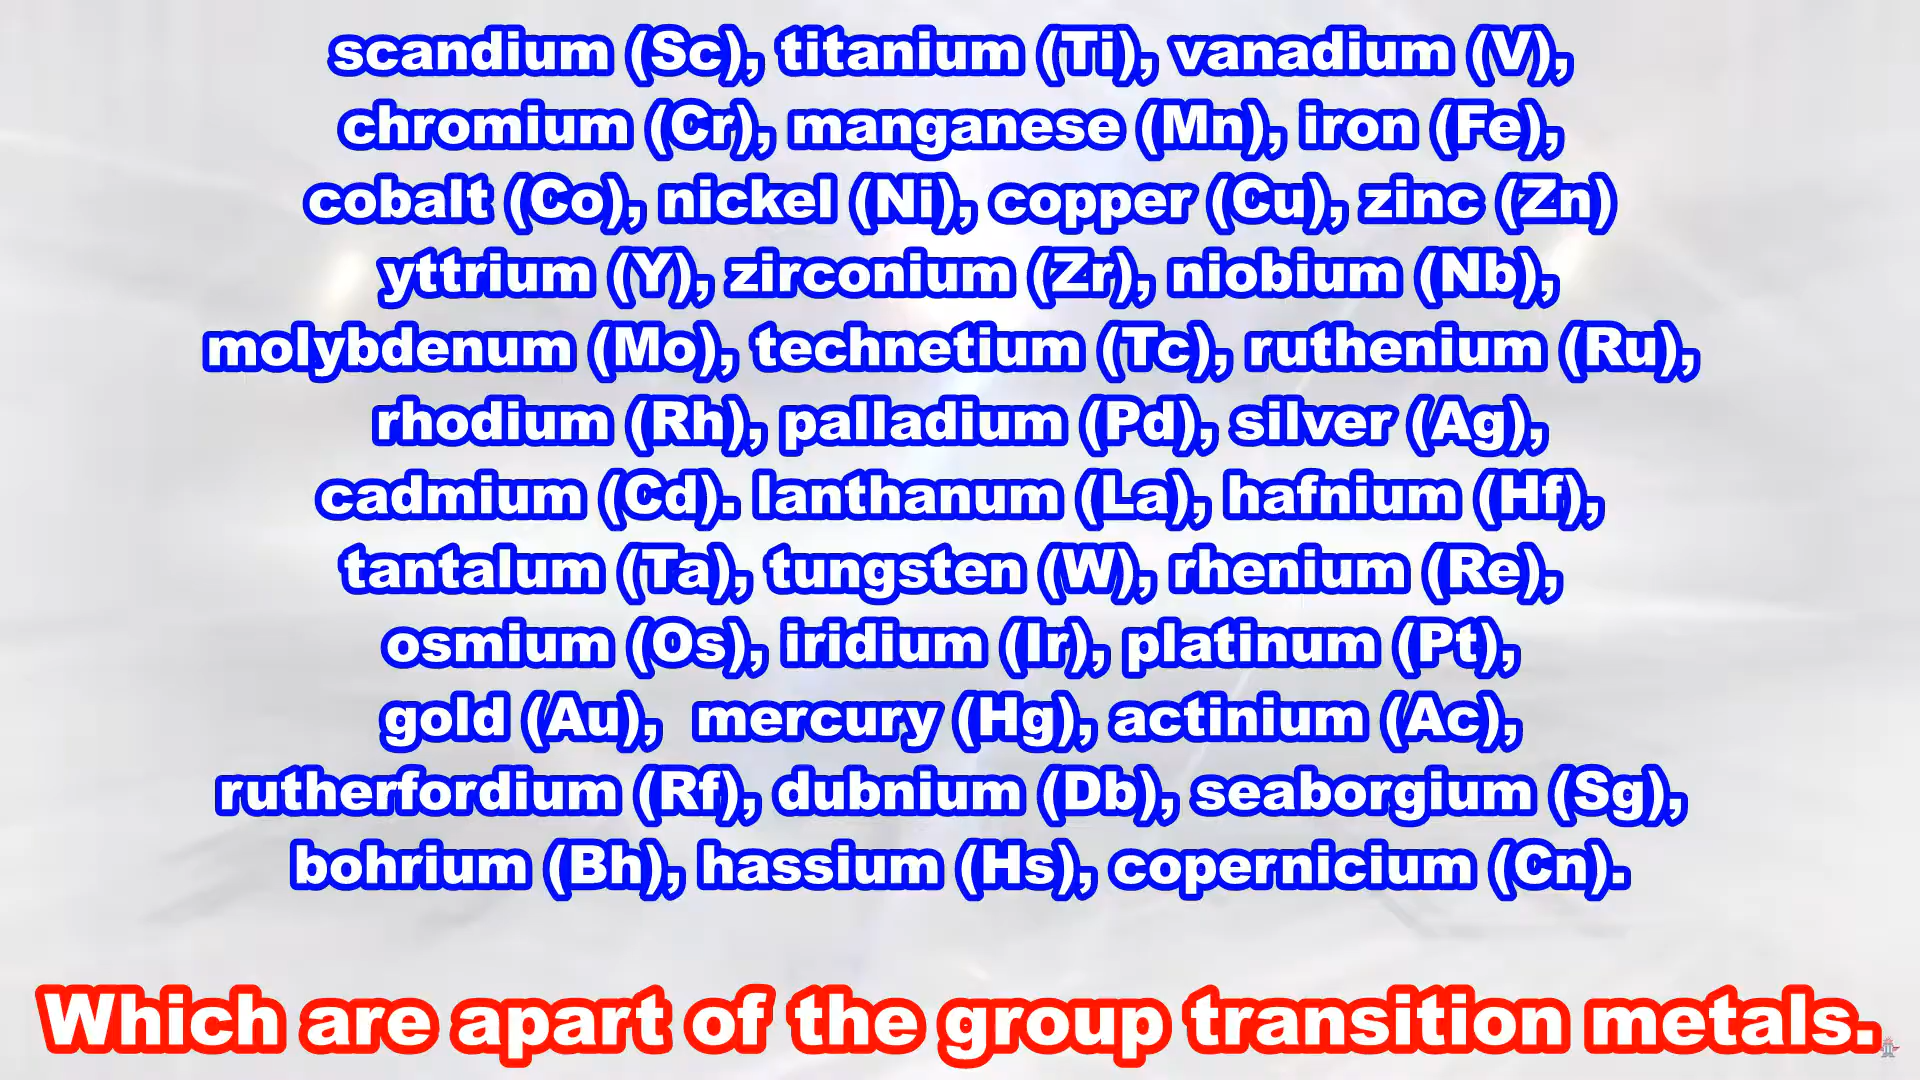 scandium (Sc), titanium (Ti), vanadium (V),
chromium (Cr), manganese (Mn), iron (Fe),
cobalt (Co), nickel (Ni), copper (Cu), zinc (Zn)
yttrium (Y), zirconium (Zr), niobium (Nb),
molybdenum (Mo), technetium (Tc), ruthenium (Ru),
rhodium (Rh), palladium (Pd), silver (Ag),
cadmium (Cd). lanthanum (La), hafnium (Hf),
tantalum (Ta), tungsten (W), rhenium (Re),
osmium (Os), iridium (Ir), platinum (Pt),
gold (Au),  mercury (Hg), actinium (Ac),
rutherfordium (Rf), dubnium (Db), seaborgium (Sg),
bohrium (Bh), hassium (Hs), copernicium (Cn).
Which are apart of the group transition metals.